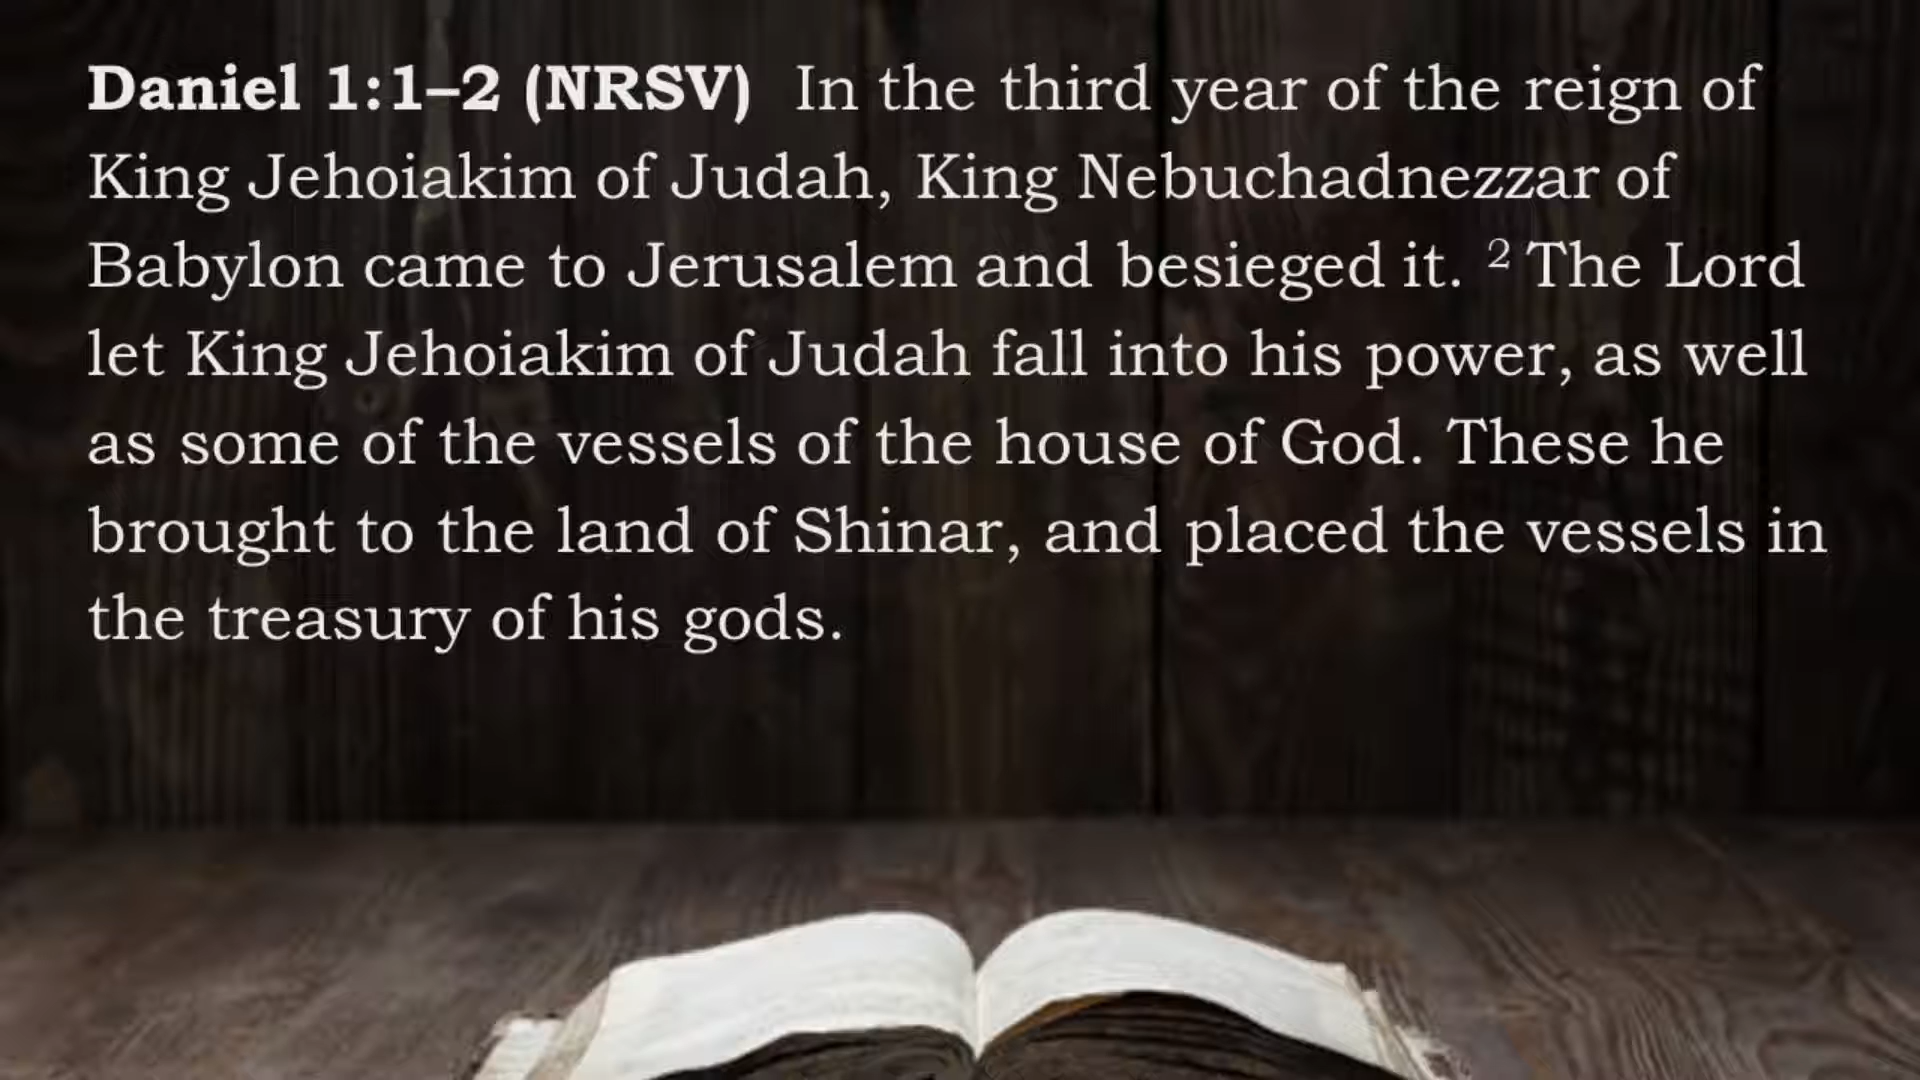 Daniel 1:1–2 (NRSV) In the third year of the reign of
King Jehoiakim of Judah, King Nebuchadnezzar of
Babylon came to Jerusalem and besieged it. ² The Lord
let King Jehoiakim of Judah fall into his power, as well
as some of the vessels of the house of God. These he
brought to the land of Shinar, and placed the vessels in
the treasury of his gods.